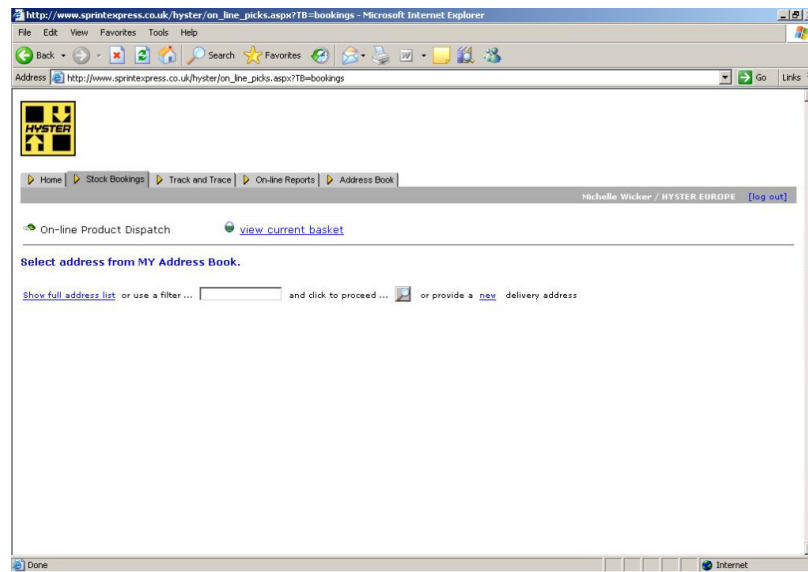 http://www.sprintexpress.co.uk/hyster/on_line_picks.aspx?TB=bookings - Microsoft Internet Explorer
File Edit View Favorites Tools Help
Back Search Favorites
Address http://www.sprintexpress.co.uk/hyster/on_line_picks.aspx?TB=bookings Go Links
HYSTER
Home Stock Bookings Track and Trace On-line Reports Address Book
Michelle Wicker / HYSTER EUROPE [log out]
On-line Product Dispatch view current basket
Select address from MY Address Book.
Show full address list or use a filter ... and click to proceed ... or provide a new delivery address
Done Internet